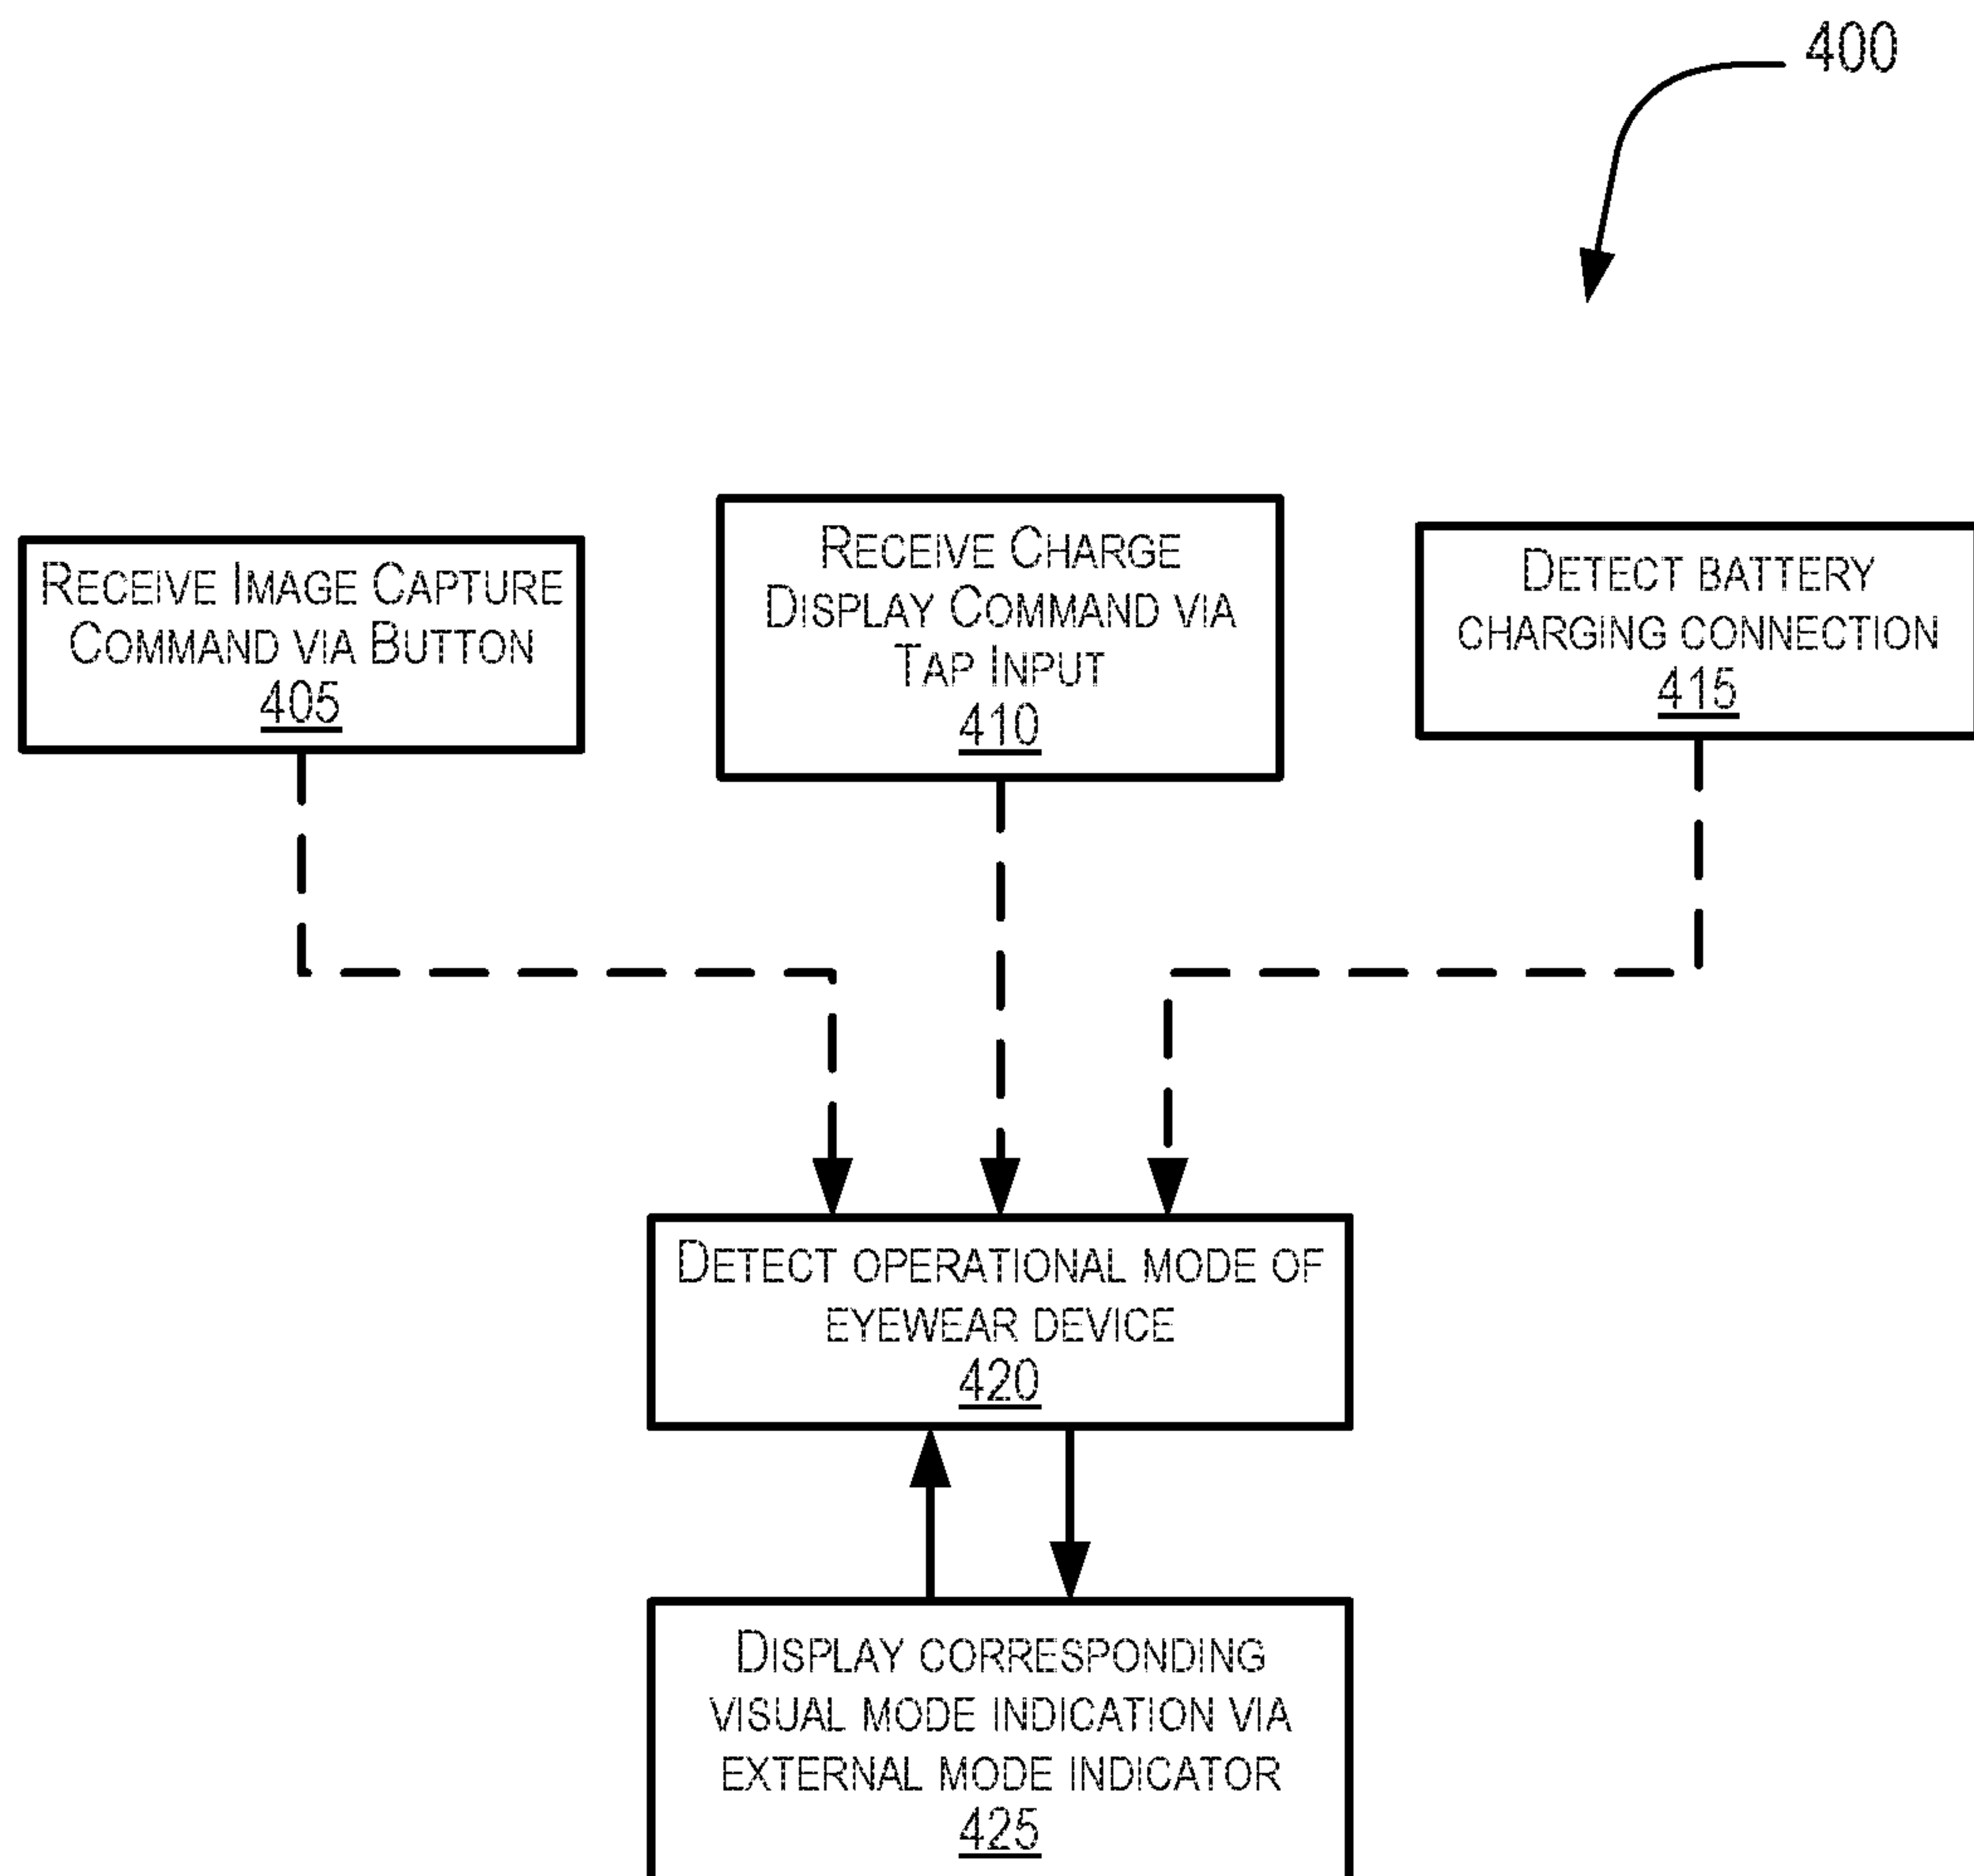 400
Receive Image Capture
Command via Button
405
Receive Charge
Display Command via
Tap Input
410
Detect battery
charging connection
415
Detect operational mode of
eyewear device
420
Display corresponding
visual mode indication via
external mode indicator
425